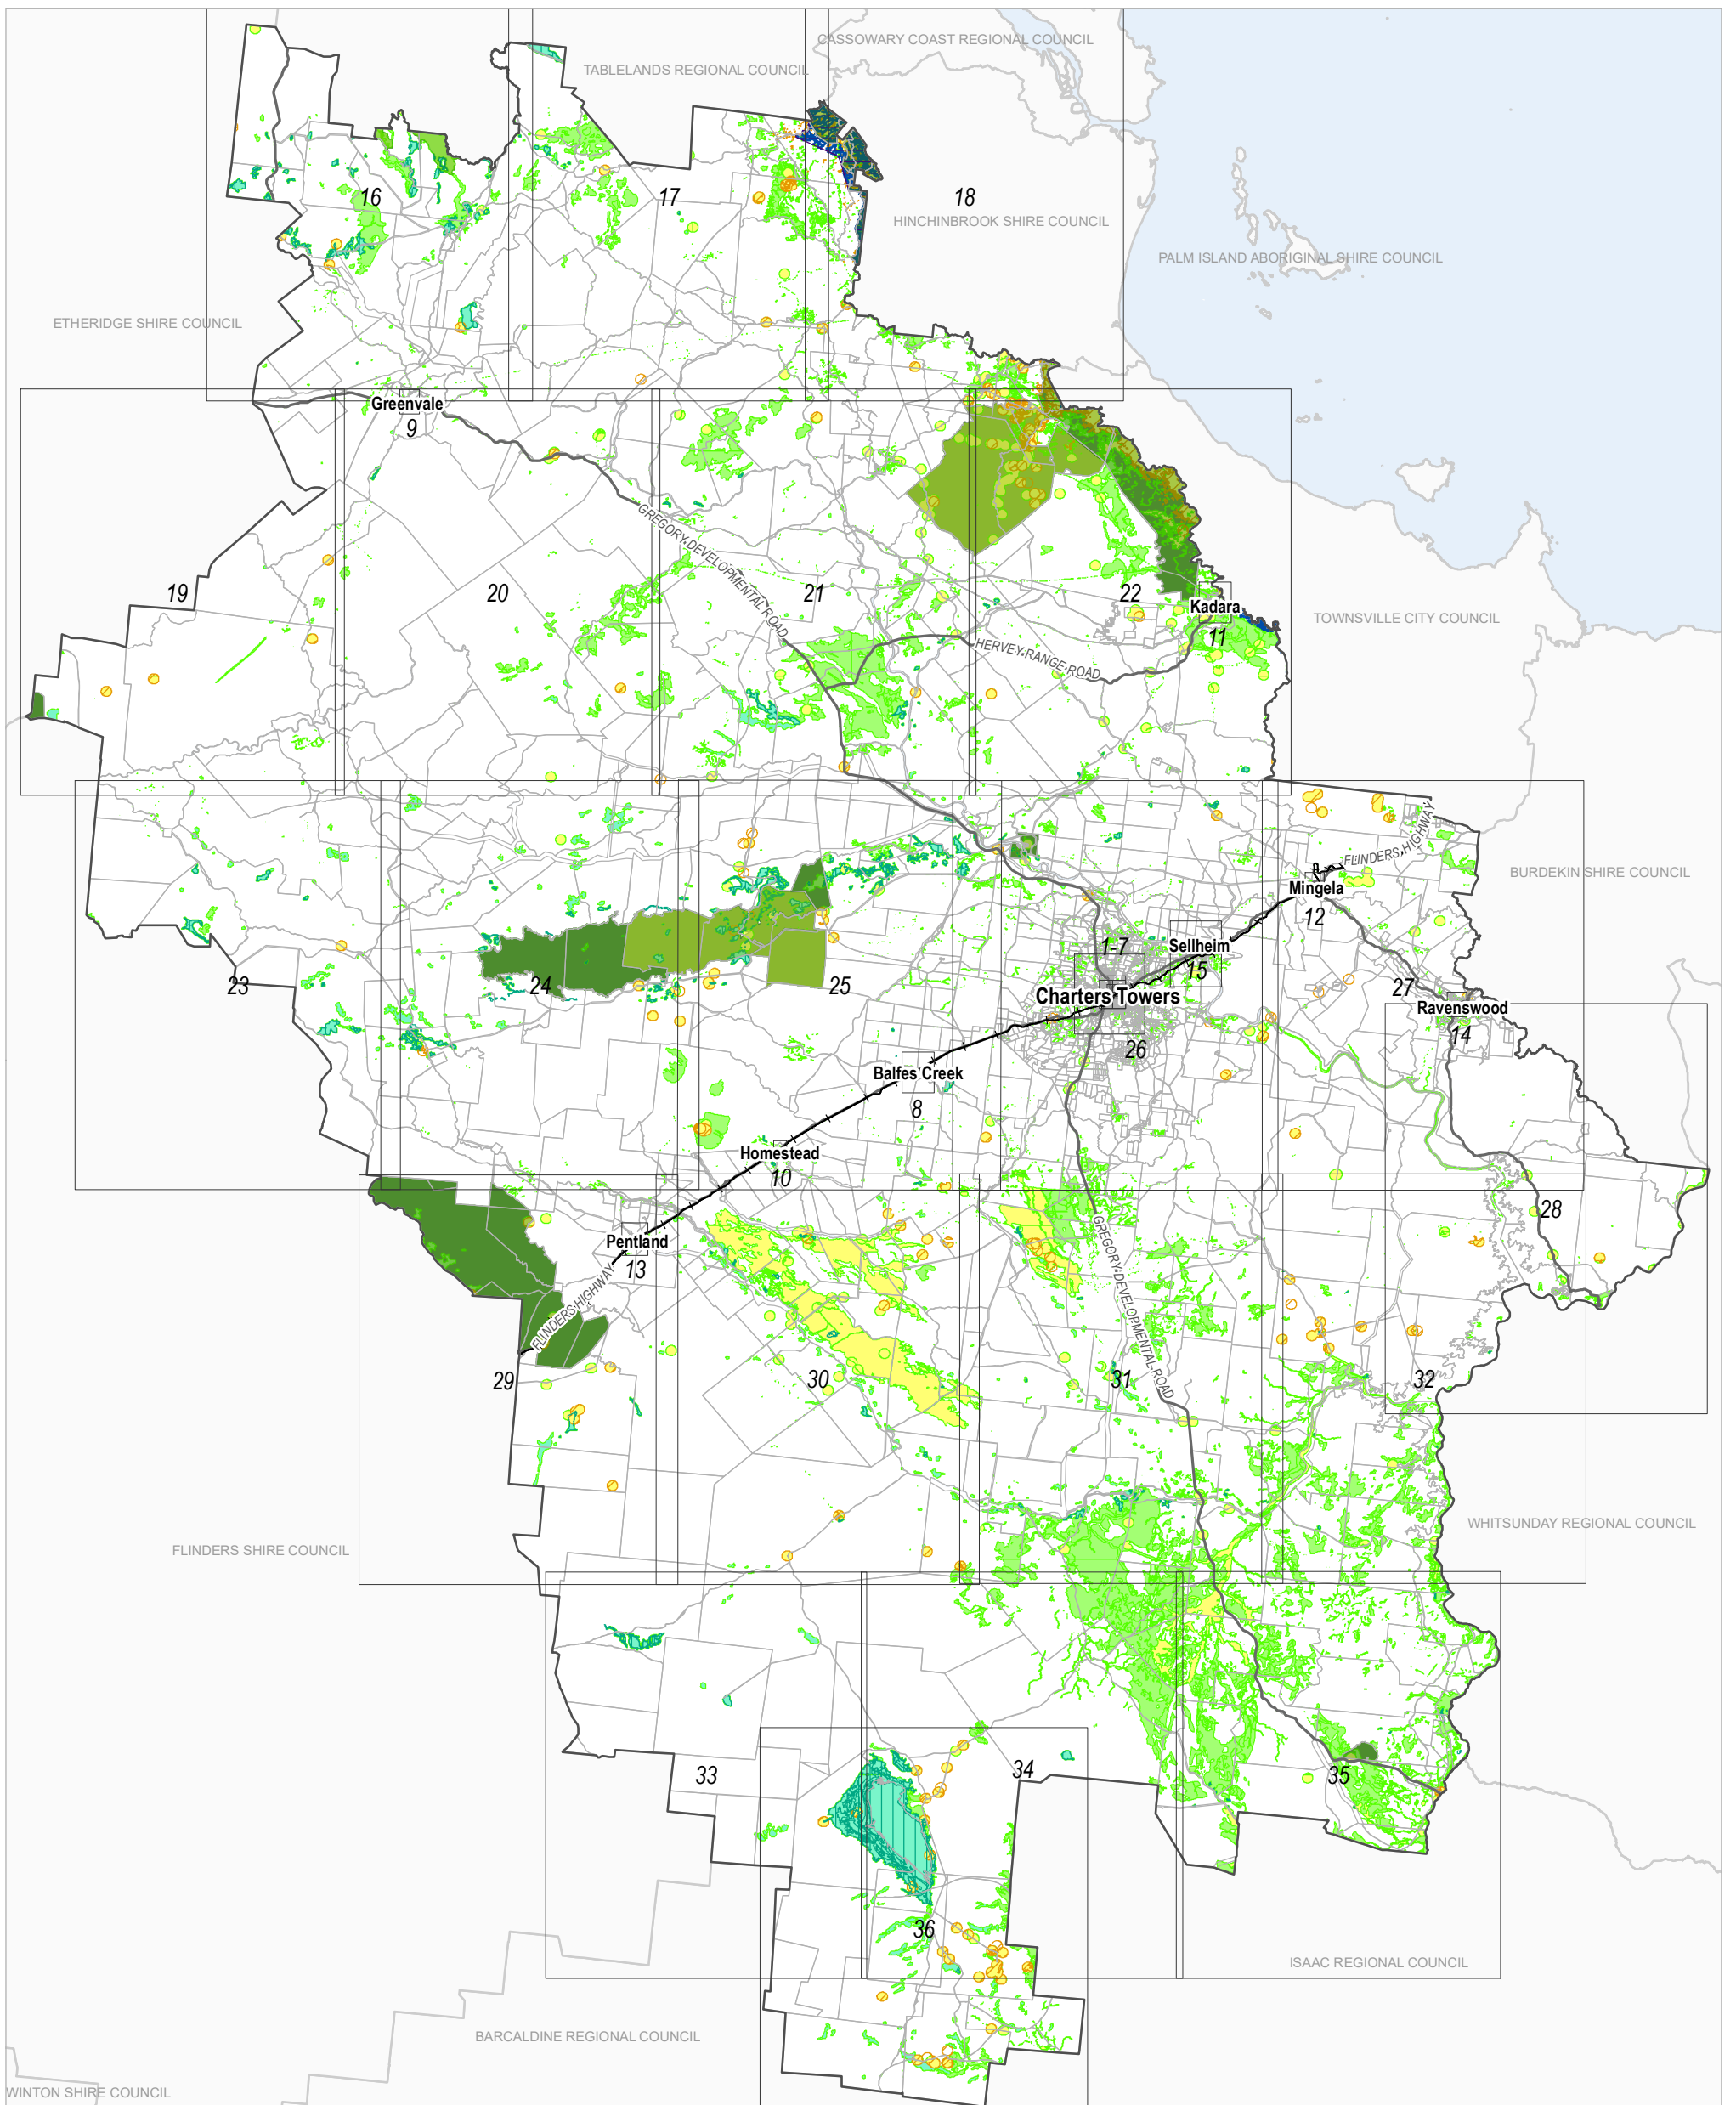 CASSOWARY COAST REGIONAL COUNCIL
TABLELANDS REGIONAL COUNCIL
16
17
18
HINCHINBROOK SHIRE COUNCIL
PALM ISLAND ABORIGINAL SHIRE COUNCIL
ETHERIDGE SHIRE COUNCIL
Greenvale
9
GREGORY DEVELOPMENTAL ROAD
19
20
21
22
Kadara
11
TOWNSVILLE CITY COUNCIL
HERVEY RANGE ROAD
FLINDERS HIGHWAY
BURDEKIN SHIRE COUNCIL
Mingela
12
1-7
Sellheim
15
23
24
25
Charters Towers
27
Ravenswood
14
26
Balfes Creek
8
Homestead
10
28
Pentland
13
GREGORY DEVELOPMENTAL ROAD
FLINDERS HIGHWAY
29
30
31
32
WHITSUNDAY REGIONAL COUNCIL
FLINDERS SHIRE COUNCIL
33
34
35
36
ISAAC REGIONAL COUNCIL
BARCALDINE REGIONAL COUNCIL
WINTON SHIRE COUNCIL